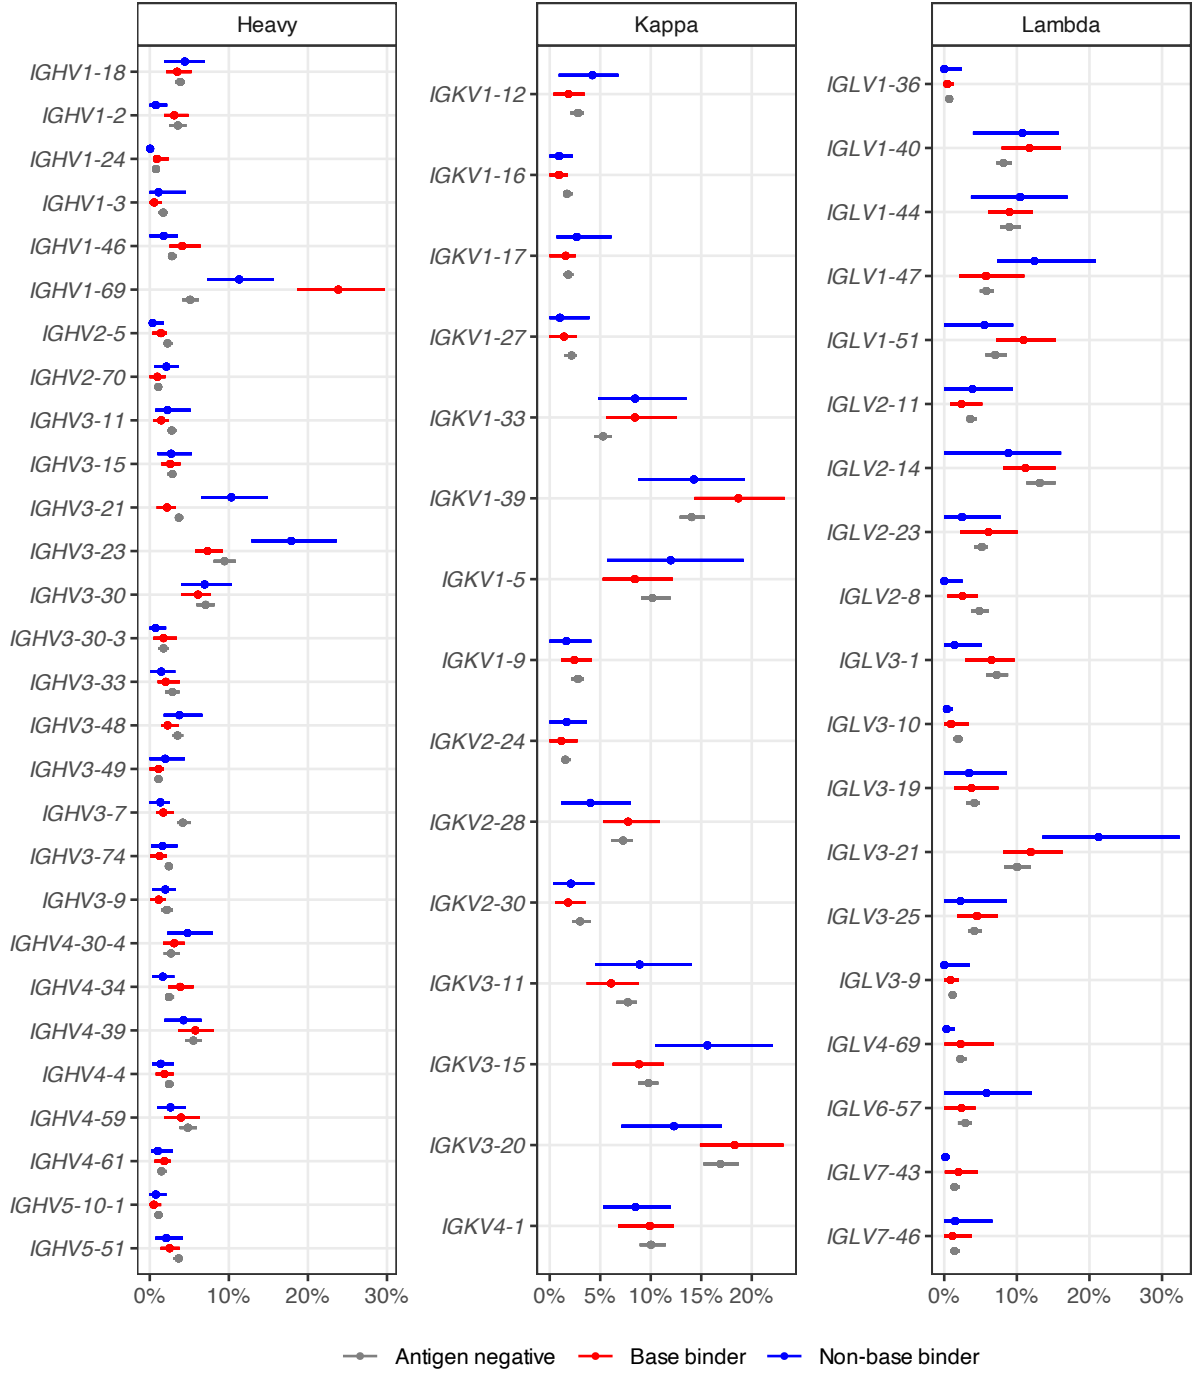 Heavy
IGHV1-18
IGHV1-2
IGHV1-24
IGHV1-3
IGHV1-46
IGHV1-69
IGHV2-5
IGHV2-70
IGHV3-11
IGHV3-15
IGHV3-21
IGHV3-23
IGHV3-30
IGHV3-30-3
IGHV3-33
IGHV3-48
IGHV3-49
IGHV3-7
IGHV3-74
IGHV3-9
IGHV4-30-4
IGHV4-34
IGHV4-39
IGHV4-4
IGHV4-59
IGHV4-61
IGHV5-10-1
IGHV5-51
0% 10% 20% 30%
Kappa
IGKV1-12
IGKV1-16
IGKV1-17
IGKV1-27
IGKV1-33
IGKV1-39
IGKV1-5
IGKV1-9
IGKV2-24
IGKV2-28
IGKV2-30
IGKV3-11
IGKV3-15
IGKV3-20
IGKV4-1
0% 5% 10% 15% 20%
Lambda
IGLV1-36
IGLV1-40
IGLV1-44
IGLV1-47
IGLV1-51
IGLV2-11
IGLV2-14
IGLV2-23
IGLV2-8
IGLV3-1
IGLV3-10
IGLV3-19
IGLV3-21
IGLV3-25
IGLV3-9
IGLV4-69
IGLV6-57
IGLV7-43
IGLV7-46
0% 10% 20% 30%
Antigen negative Base binder Non-base binder